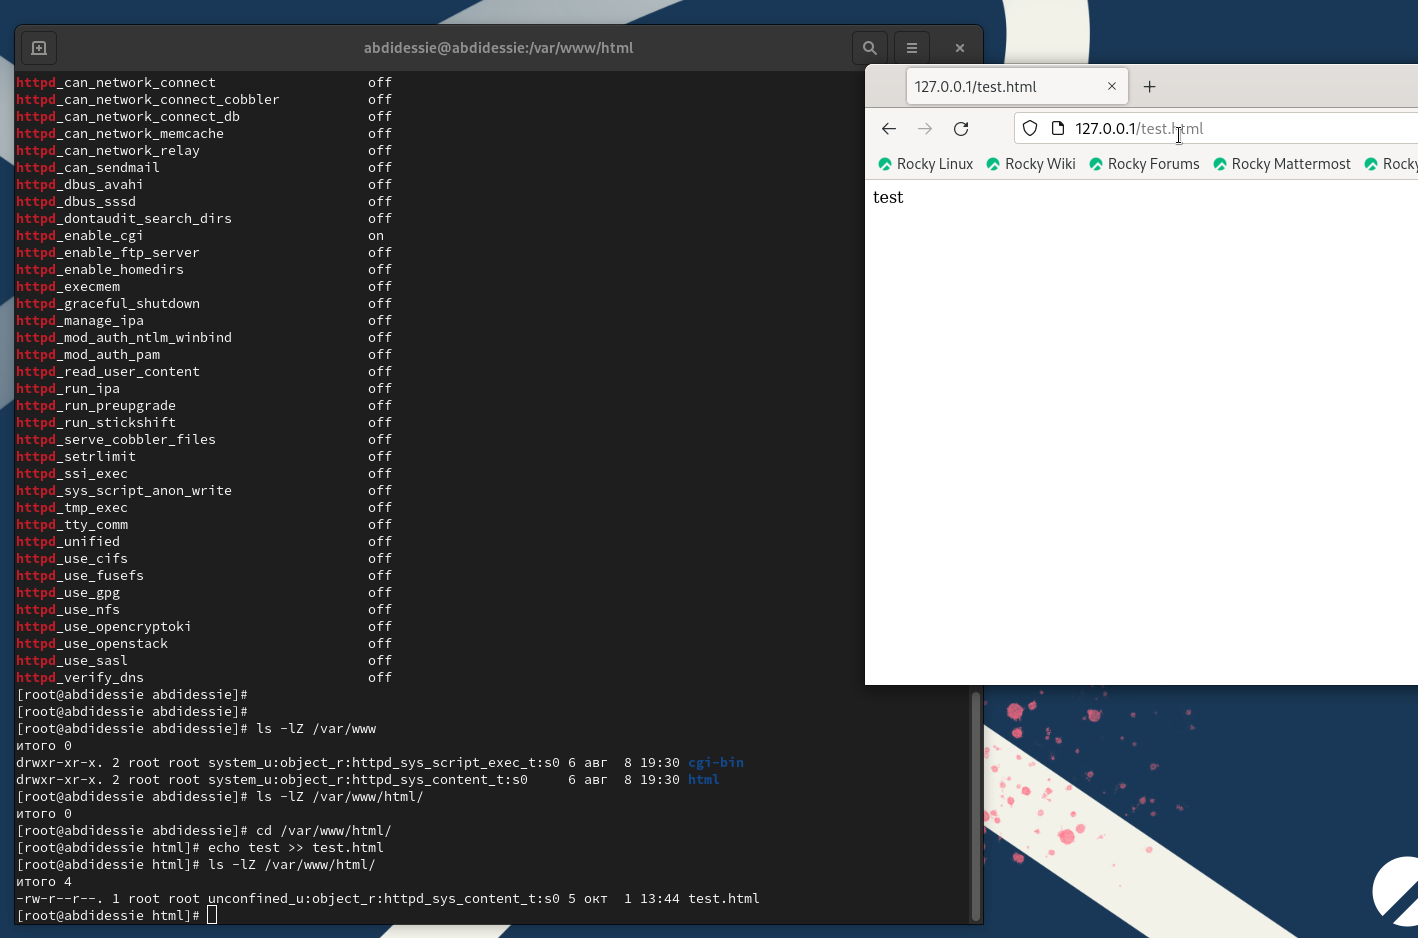 abdidessie@abdidessie:/var/www/html
httpd_can_network_connect off
httpd_can_network_connect_cobbler off
httpd_can_network_connect_db off
httpd_can_network_memcache off
httpd_can_network_relay off
httpd_can_sendmail off
httpd_dbus_avahi off
httpd_dbus_sssd off
httpd_dontaudit_search_dirs off
httpd_enable_cgi on
httpd_enable_ftp_server off
httpd_enable_homedirs off
httpd_execmem off
httpd_graceful_shutdown off
httpd_manage_ipa off
httpd_mod_auth_ntlm_winbind off
httpd_mod_auth_pam off
httpd_read_user_content off
httpd_run_ipa off
httpd_run_preupgrade off
httpd_run_stickshift off
httpd_serve_cobbler_files off
httpd_setrlimit off
httpd_ssi_exec off
httpd_sys_script_anon_write off
httpd_tmp_exec off
httpd_tty_comm off
httpd_unified off
httpd_use_cifs off
httpd_use_fusefs off
httpd_use_gpg off
httpd_use_nfs off
httpd_use_opencryptoki off
httpd_use_openstack off
httpd_use_sasl off
httpd_verify_dns off
[root@abdidessie abdidessie]#
[root@abdidessie abdidessie]#
[root@abdidessie abdidessie]# ls -lZ /var/www
итого 0
drwxr-xr-x. 2 root root system_u:object_r:httpd_sys_script_exec_t:s0 6 авг 8 19:30 cgi-bin
drwxr-xr-x. 2 root root system_u:object_r:httpd_sys_content_t:s0 6 авг 8 19:30 html
[root@abdidessie abdidessie]# ls -lZ /var/www/html/
итого 0
[root@abdidessie abdidessie]# cd /var/www/html/
[root@abdidessie html]# echo test >> test.html
[root@abdidessie html]# ls -lZ /var/www/html/
итого 4
-rw-r--r--. 1 root root unconfined_u:object_r:httpd_sys_content_t:s0 5 окт 1 13:44 test.html
[root@abdidessie html]#
127.0.0.1/test.html
127.0.0.1/test.html
Rocky Linux Rocky Wiki Rocky Forums Rocky Mattermost Rocky
test